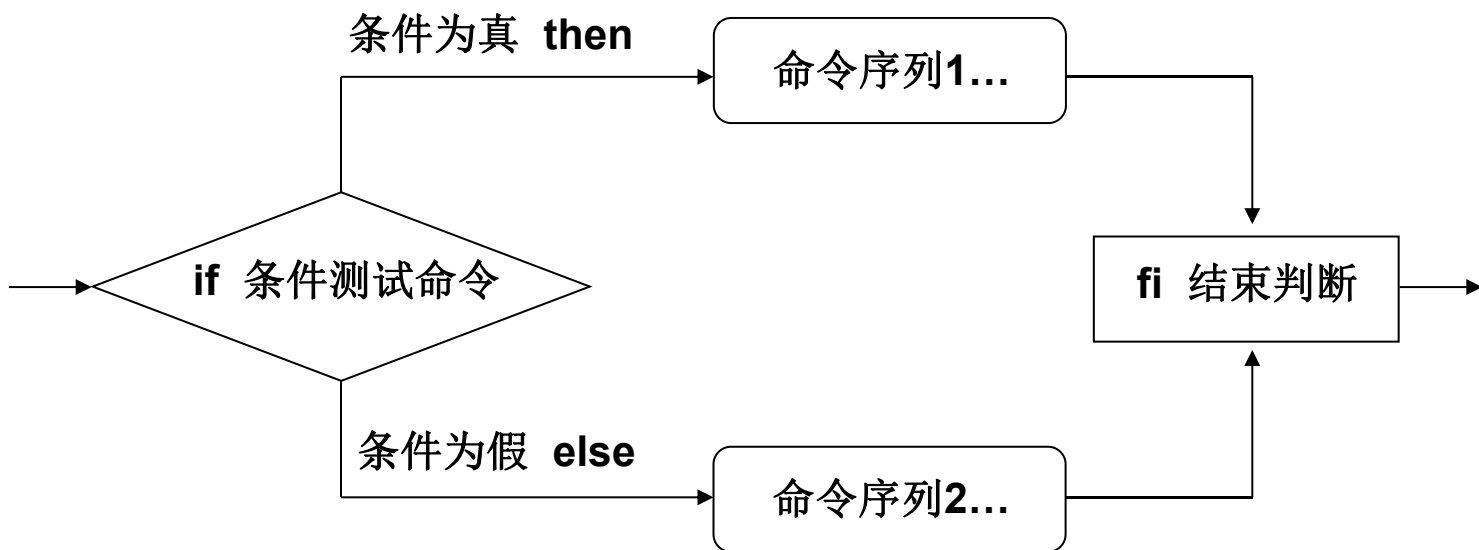 条件为真 then
命令序列1…
if 条件测试命令
fi 结束判断
条件为假 else
命令序列2…